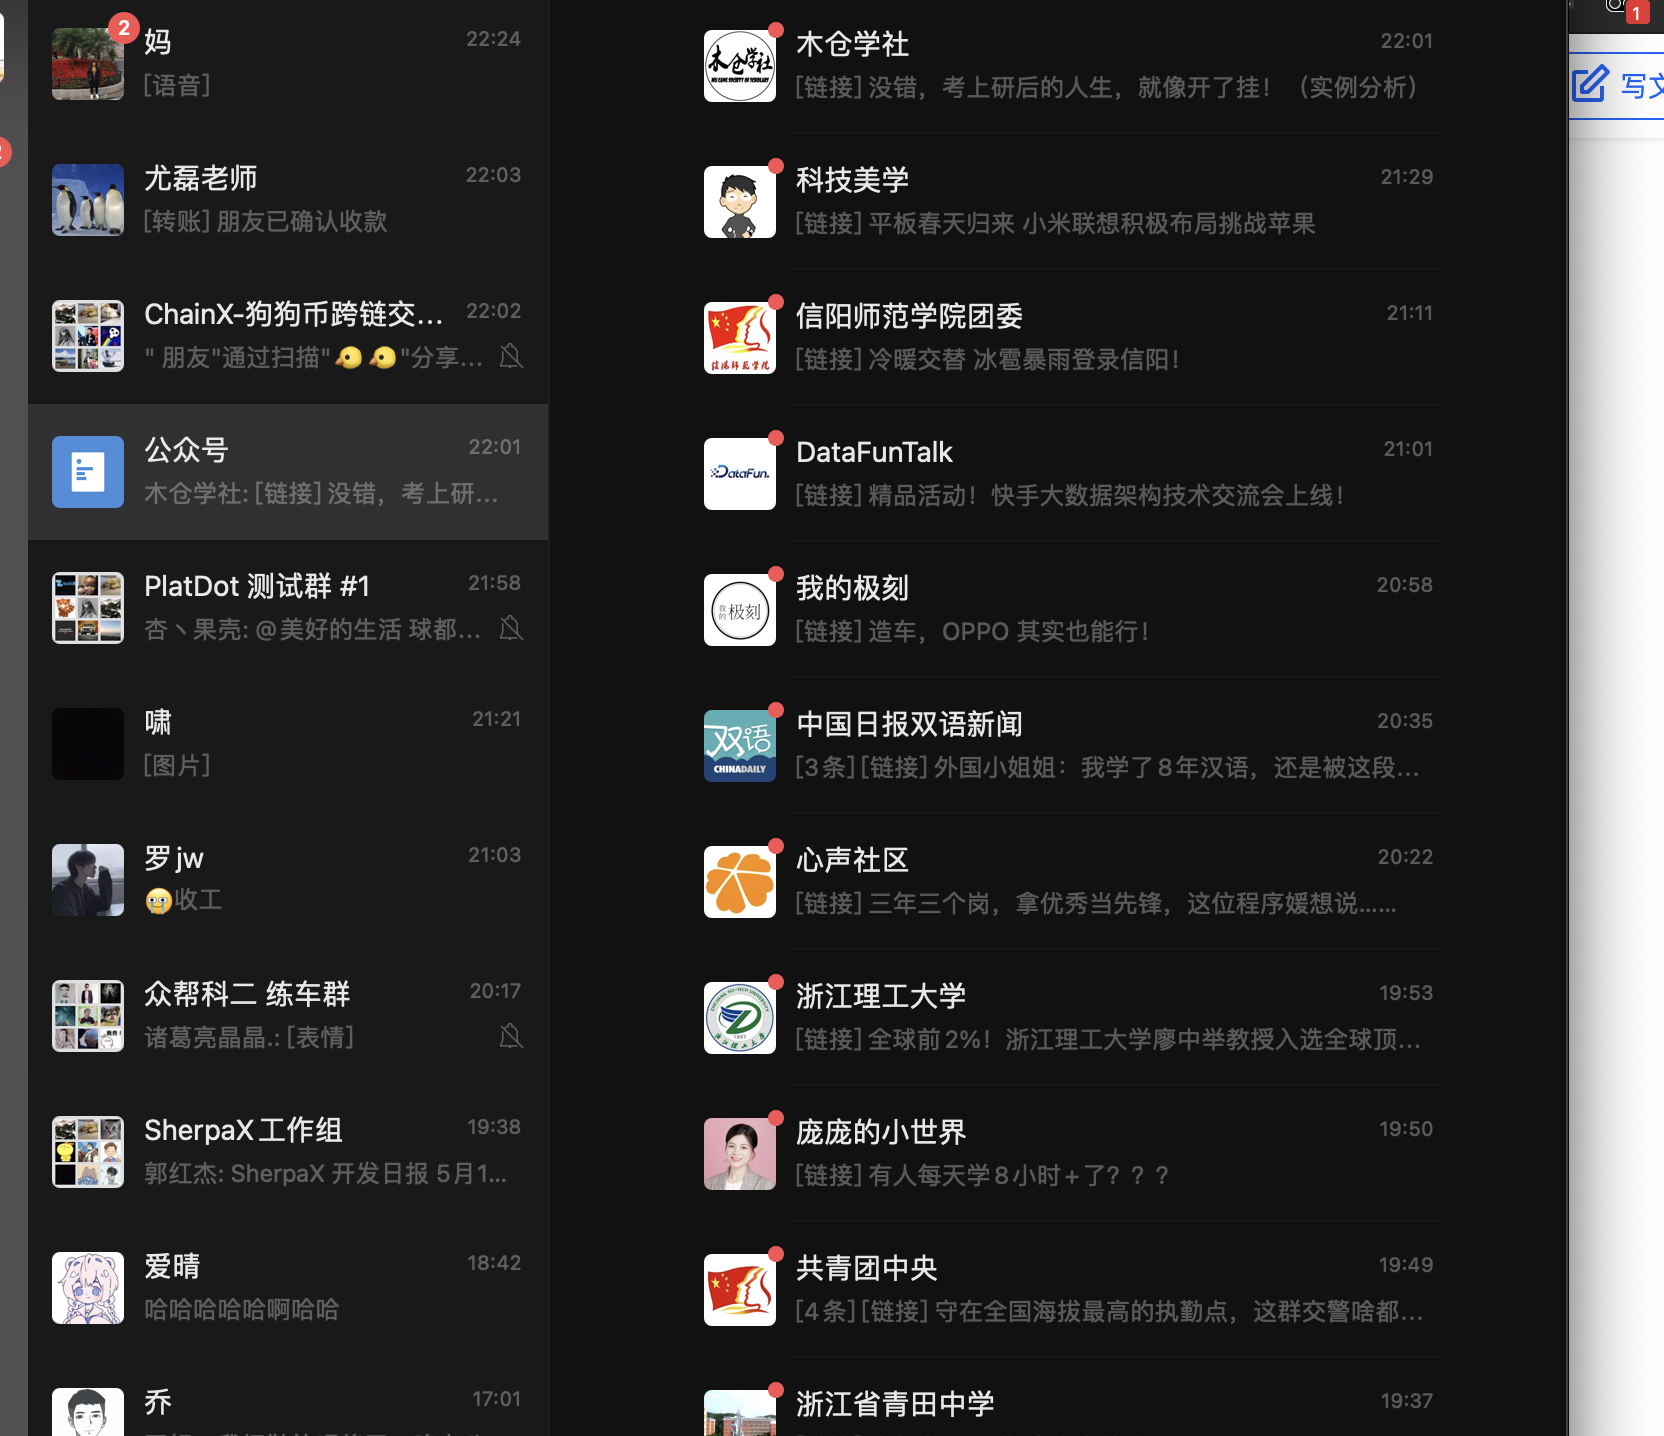 2
妈
22:24
[语音]
尤磊老师
22:03
[转账] 朋友已确认收款
ChainX-狗狗币跨链交...
22:02
" 朋友"通过扫描"🐤🐤"分享...
公众号
22:01
木仓学社: [链接] 没错，考上研...
PlatDot 测试群 #1
21:58
杏丶果壳: @美好的生活 球都...
啸
21:21
[图片]
罗jw
21:03
😭收工
众帮科二 练车群
20:17
诸葛亮晶晶.: [表情]
SherpaX工作组
19:38
郭红杰: SherpaX 开发日报 5月1...
爱晴
18:42
哈哈哈哈哈啊哈哈
乔
17:01
木仓学社
22:01
[链接] 没错，考上研后的人生，就像开了挂！（实例分析）
科技美学
21:29
[链接] 平板春天归来 小米联想积极布局挑战苹果
信阳师范学院团委
21:11
[链接] 冷暖交替 冰雹暴雨登录信阳！
DataFun.
DataFunTalk
21:01
[链接] 精品活动！快手大数据架构技术交流会上线！
我的极刻
我的极刻
20:58
[链接] 造车，OPPO 其实也能行！
双语
CHINADAILY
中国日报双语新闻
20:35
[3条][链接] 外国小姐姐：我学了8年汉语，还是被这段...
心声社区
20:22
[链接] 三年三个岗，拿优秀当先锋，这位程序媛想说......
浙江理工大学
19:53
[链接] 全球前2%！浙江理工大学廖中举教授入选全球顶...
庞庞的小世界
19:50
[链接] 有人每天学8小时+了？？？
共青团中央
19:49
[4条][链接] 守在全国海拔最高的执勤点，这群交警啥都...
浙江省青田中学
19:37
1
写文